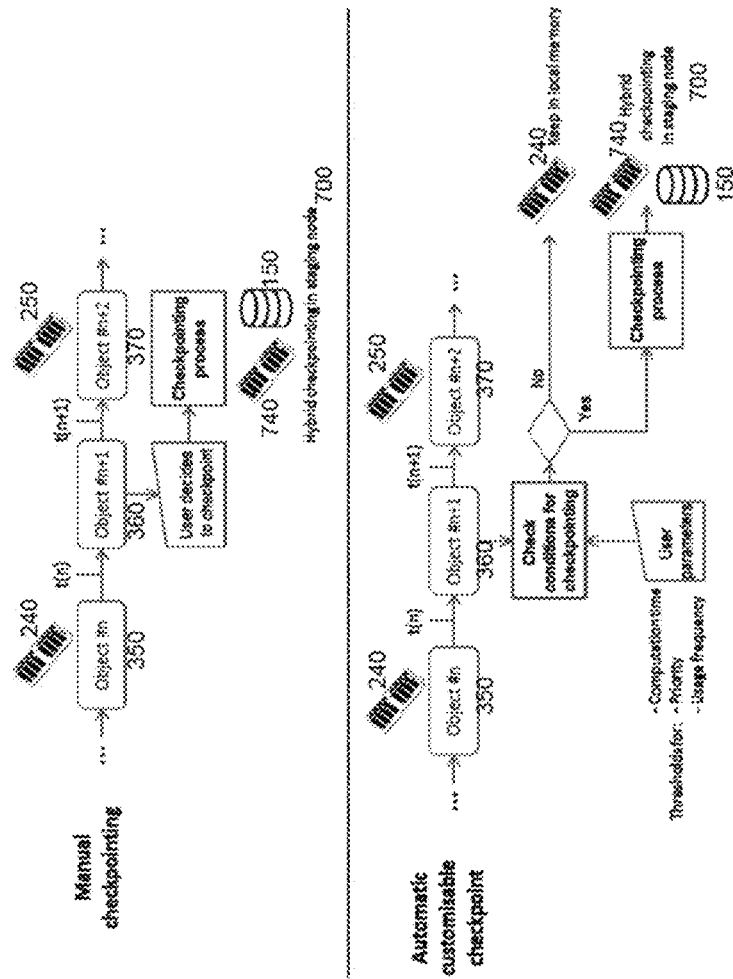 Manual
checkpointing
...
240
Object #n
350
t(n)
Object #n+1
360
t(n+1)
250
Object #n+2
370
...
User decides
to checkpoint
Checkpointing
process
740
150
Hybrid checkpointing in staging node
700
Automatic
customisable
checkpoint
...
240
Object #n
350
t(n)
Object #n+1
360
t(n+1)
250
Object #n+2
370
...
Check
conditions for
checkpointing
User
parameters
Thresholds for:
- Computation time
- Priority
- Usage frequency
No
Yes
240
Keep in local memory
Checkpointing
process
740
Hybrid
checkpointing
in staging node
700
150